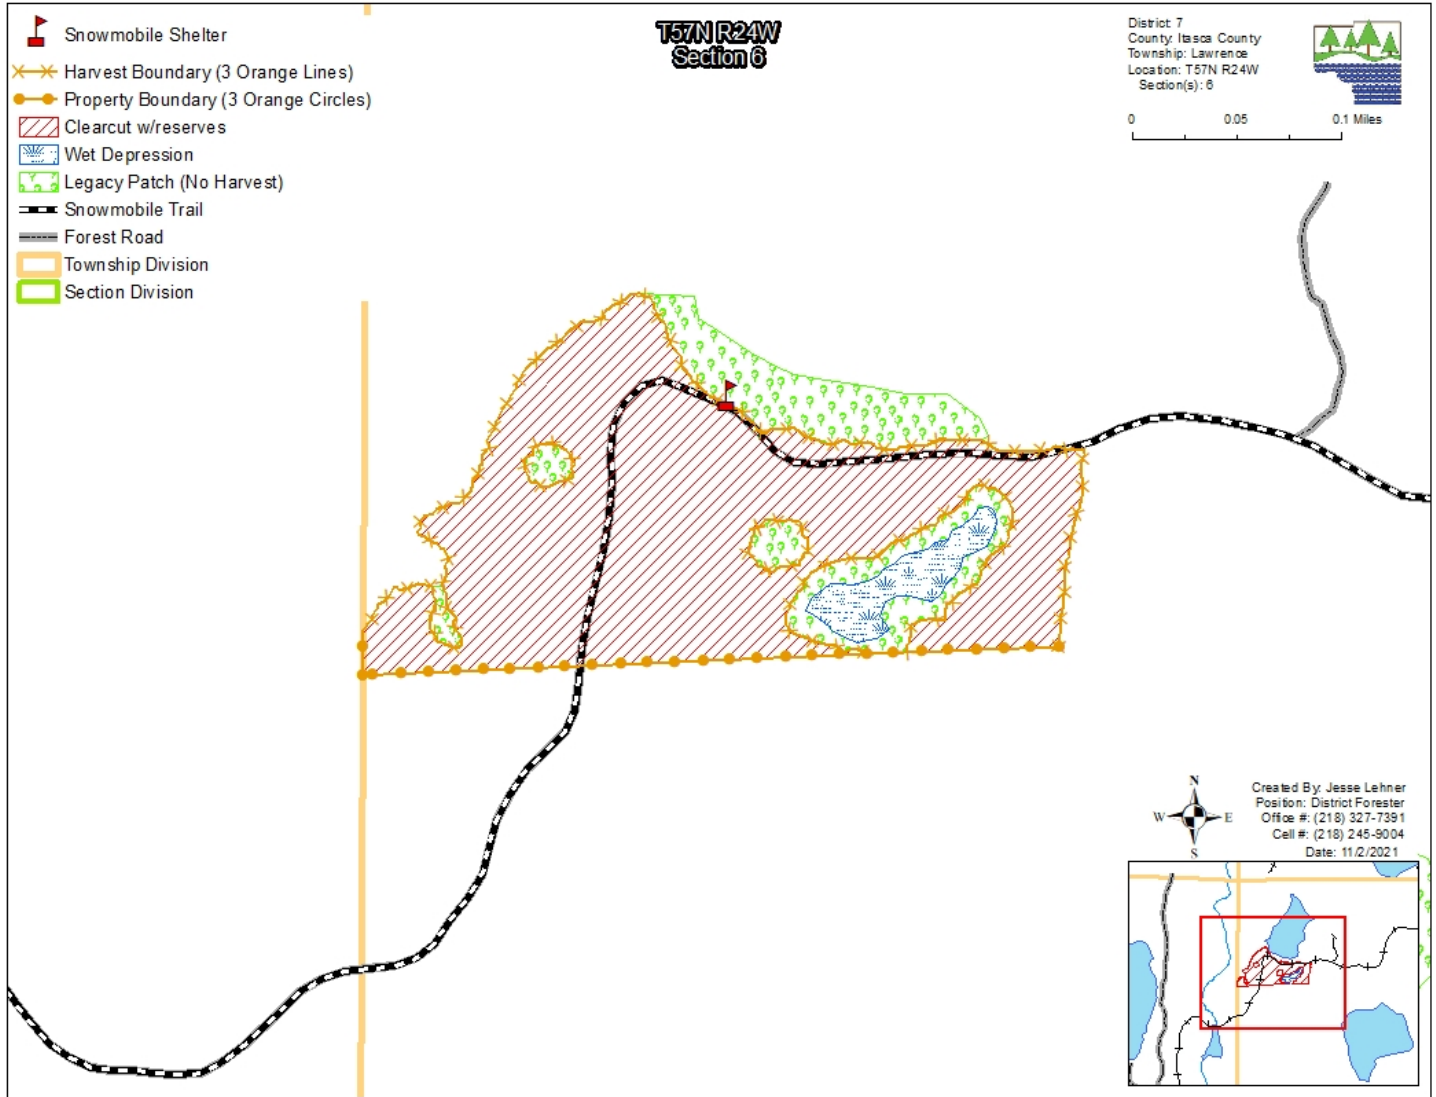 Snowmobile Shelter
Harvest Boundary (3 Orange Lines)
Property Boundary (3 Orange Circles)
Clearcut w/reserves
Wet Depression
Legacy Patch (No Harvest)
Snowmobile Trail
Forest Road
Township Division
Section Division
T57N R24W
Section 6
District: 7
County: Itasca County
Township: Lawrence
Location: T57N R24W
Section(s): 6
0 0.05 0.1 Miles
N
W E
S
Created By: Jesse Lehner
Position: District Forester
Office #: (218) 327-7391
Cell #: (218) 245-9004
Date: 11/2/2021